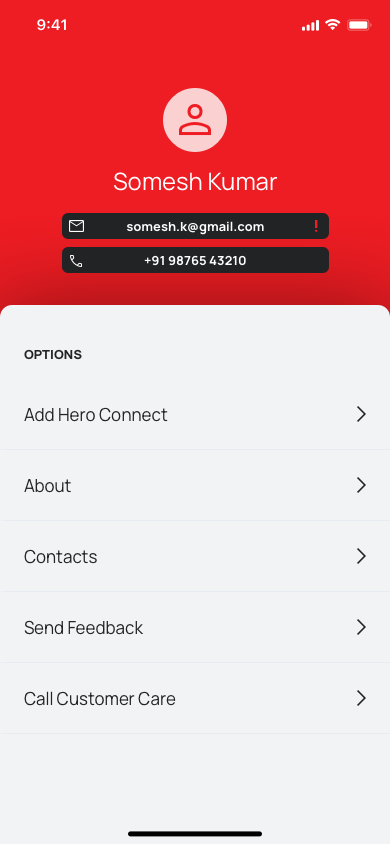 9:41
Somesh Kumar
somesh.k@gmail.com !
+91 98765 43210
OPTIONS
Add Hero Connect
About
Contacts
Send Feedback
Call Customer Care